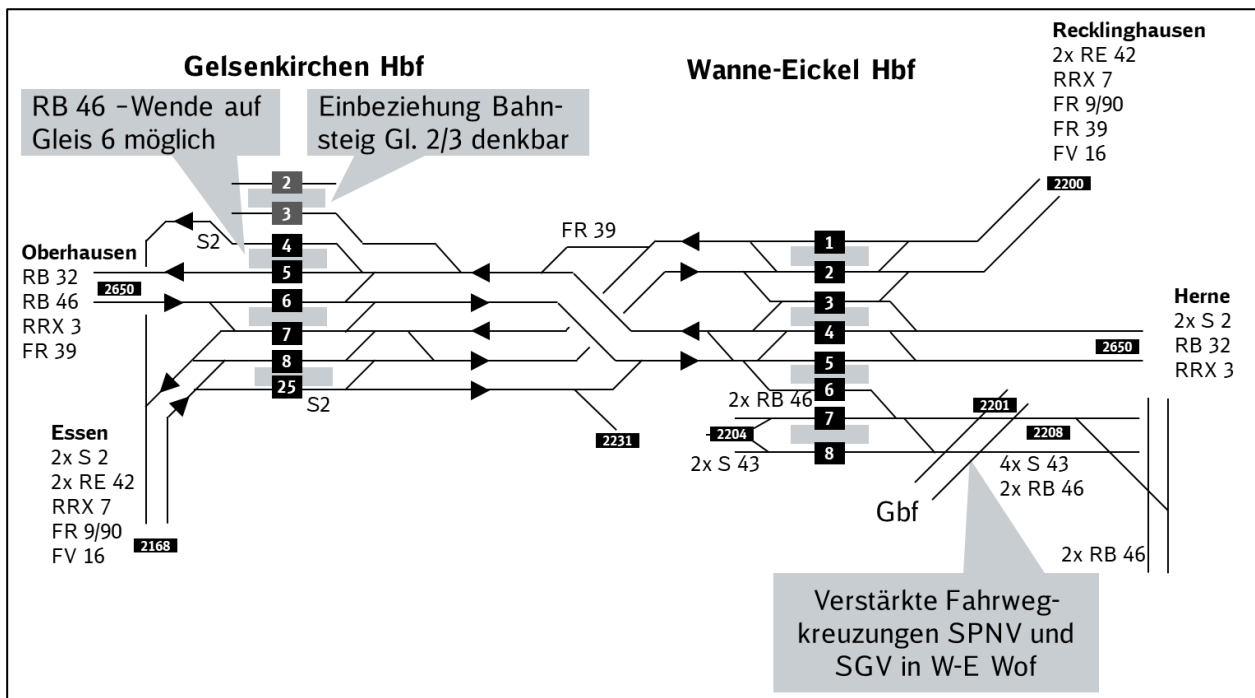 Gelsenkirchen Hbf
Wanne-Eickel Hbf
Recklinghausen
2x RE 42
RRX 7
FR 9/90
FR 39
FV 16
2200
RB 46 –Wende auf
Gleis 6 möglich
Einbeziehung Bahn-
steig Gl. 2/3 denkbar
2
3
S2
4
5
6
7
8
25
S2
Oberhausen
RB 32
RB 46
RRX 3
FR 39
2650
Essen
2x S 2
2x RE 42
RRX 7
FR 9/90
FV 16
2168
FR 39
2231
1
2
3
4
5
6
7
8
2x RB 46
2204
2x S 43
Herne
2x S 2
RB 32
RRX 3
2650
2201
2208
4x S 43
2x RB 46
Gbf
2x RB 46
Verstärkte Fahrweg-
kreuzungen SPNV und
SGV in W-E Wof